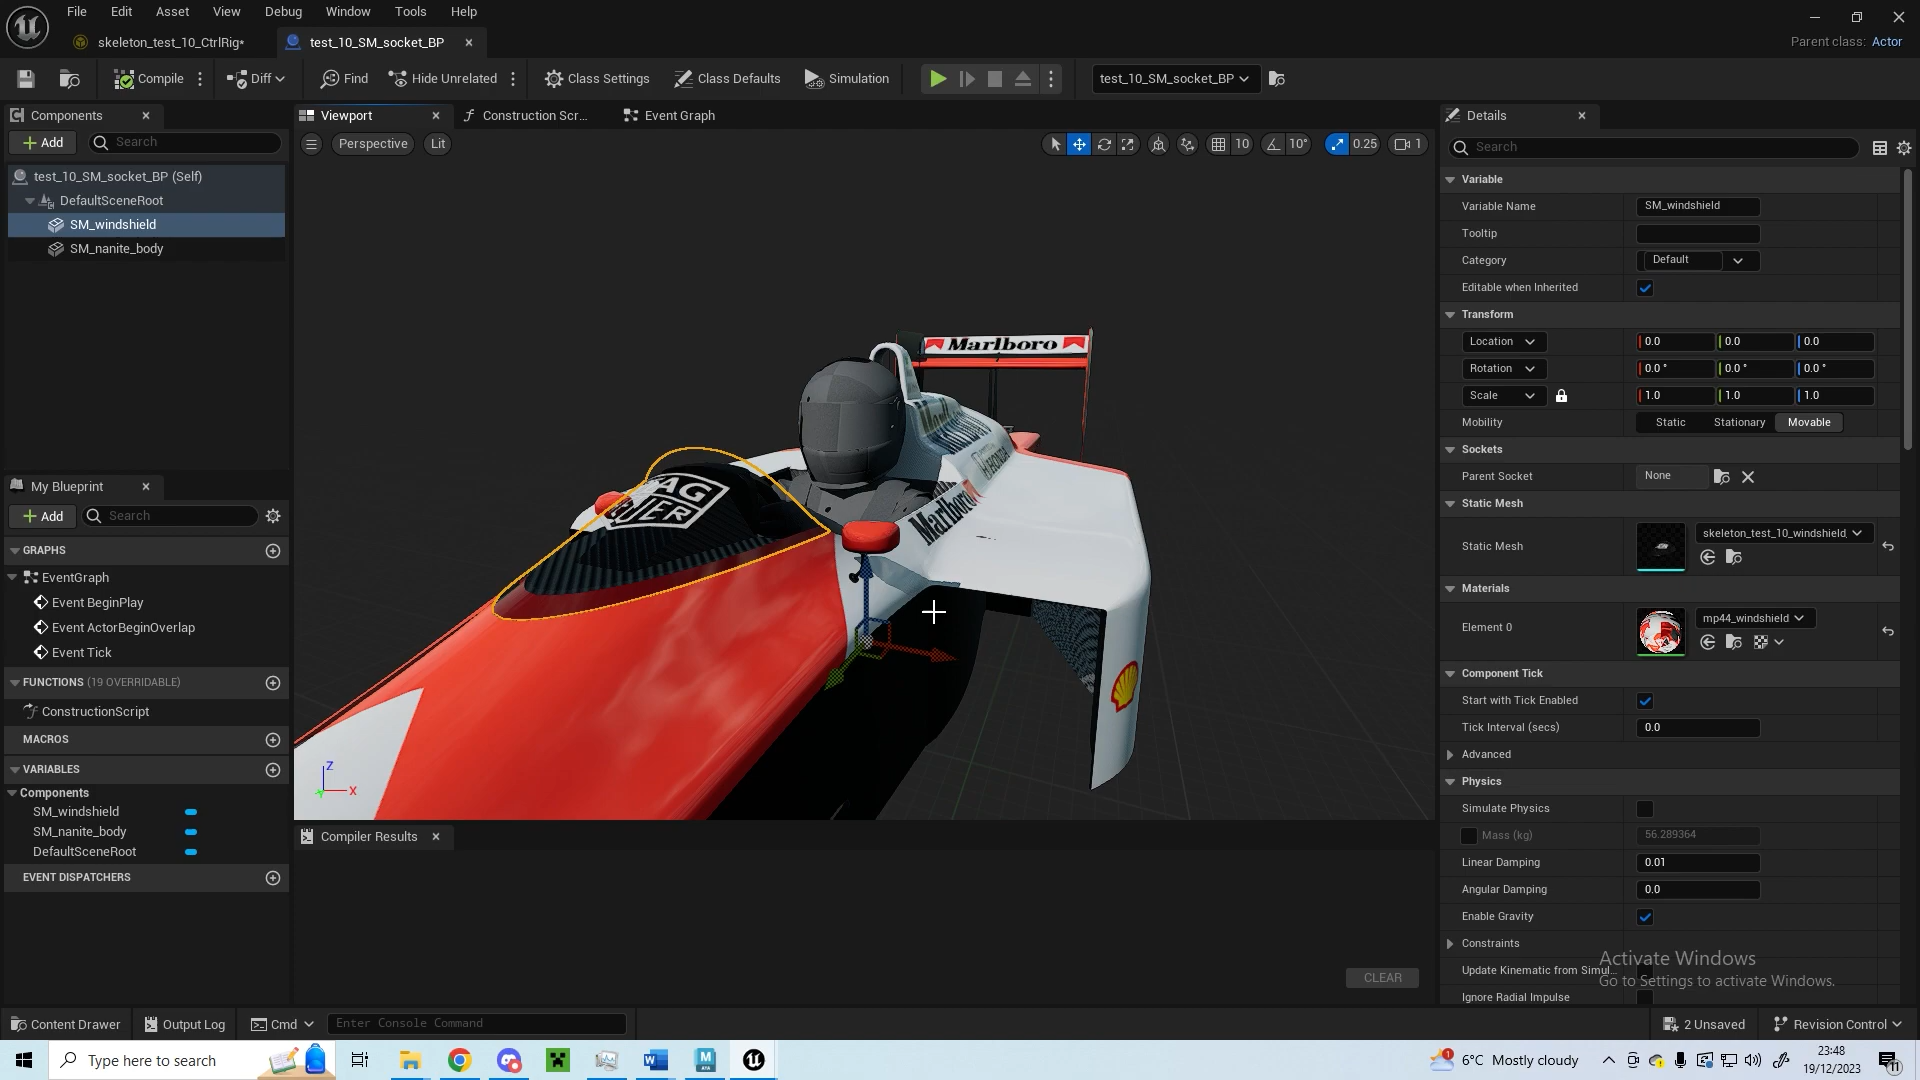 File Edit Asset View Debug Window Tools Help
skeleton_test_10_CtrlRig*
test_10_SM_socket_BP
Parent class: Actor
Compile
Diff
Find
Hide Unrelated
Class Settings
Class Defaults
Simulation
test_10_SM_socket_BP
Components
Add
Search
test_10_SM_socket_BP (Self)
DefaultSceneRoot
SM_windshield
SM_nanite_body
My Blueprint
Add
Search
GRAPHS
EventGraph
Event BeginPlay
Event ActorBeginOverlap
Event Tick
FUNCTIONS (19 OVERRIDABLE)
ConstructionScript
MACROS
VARIABLES
Components
SM_windshield
SM_nanite_body
DefaultSceneRoot
EVENT DISPATCHERS
Viewport
Construction Scr...
Event Graph
Perspective
Lit
10
10°
0.25
1
Marlboro
Marlboro
HONDA
Z
X
Compiler Results
CLEAR
Details
Search
Variable
Variable Name SM_windshield
Tooltip
Category Default
Editable when Inherited
Transform
Location 0.0 0.0 0.0
Rotation 0.0 ° 0.0 ° 0.0 °
Scale 1.0 1.0 1.0
Mobility Static Stationary Movable
Sockets
Parent Socket None
Static Mesh
Static Mesh skeleton_test_10_windshield
Materials
Element 0 mp44_windshield
Component Tick
Start with Tick Enabled
Tick Interval (secs) 0.0
Advanced
Physics
Simulate Physics
Mass (kg) 56.289364
Linear Damping 0.01
Angular Damping 0.0
Enable Gravity
Constraints
Update Kinematic from Simul...
Ignore Radial Impulse
Activate Windows
Go to Settings to activate Windows.
Content Drawer
Output Log
Cmd
Enter Console Command
2 Unsaved
Revision Control
Type here to search
6°C Mostly cloudy
23:48
19/12/2023
11